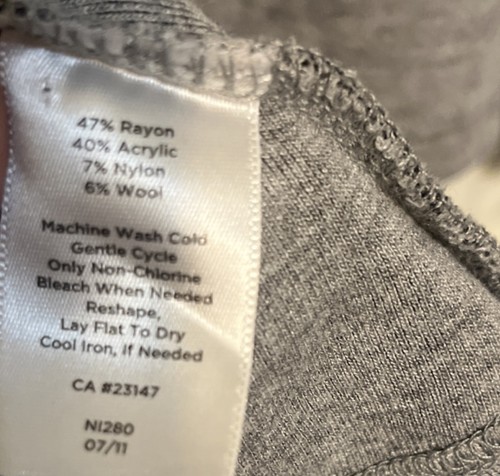 47% Rayon
40% Acrylic
7% Nylon
6% Wool
Machine Wash Cold
Gentle Cycle
Only Non-Chlorine
Bleach When Needed
Reshape,
Lay Flat To Dry
Cool Iron, If Needed
CA #23147
NI280
07/11